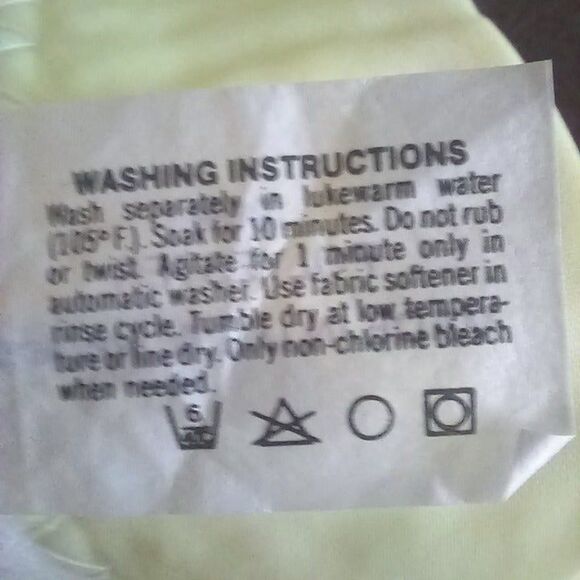 WASHING INSTRUCTIONS
Wash separately in lukewarm water
(105° F.). Soak for 10 minutes. Do not rub
or twist. Agitate for 1 minute only in
automatic washer. Use fabric softener in
rinse cycle. Tumble dry at low tempera-
ture or line dry. Only non-chlorine bleach
when needed.
6
40